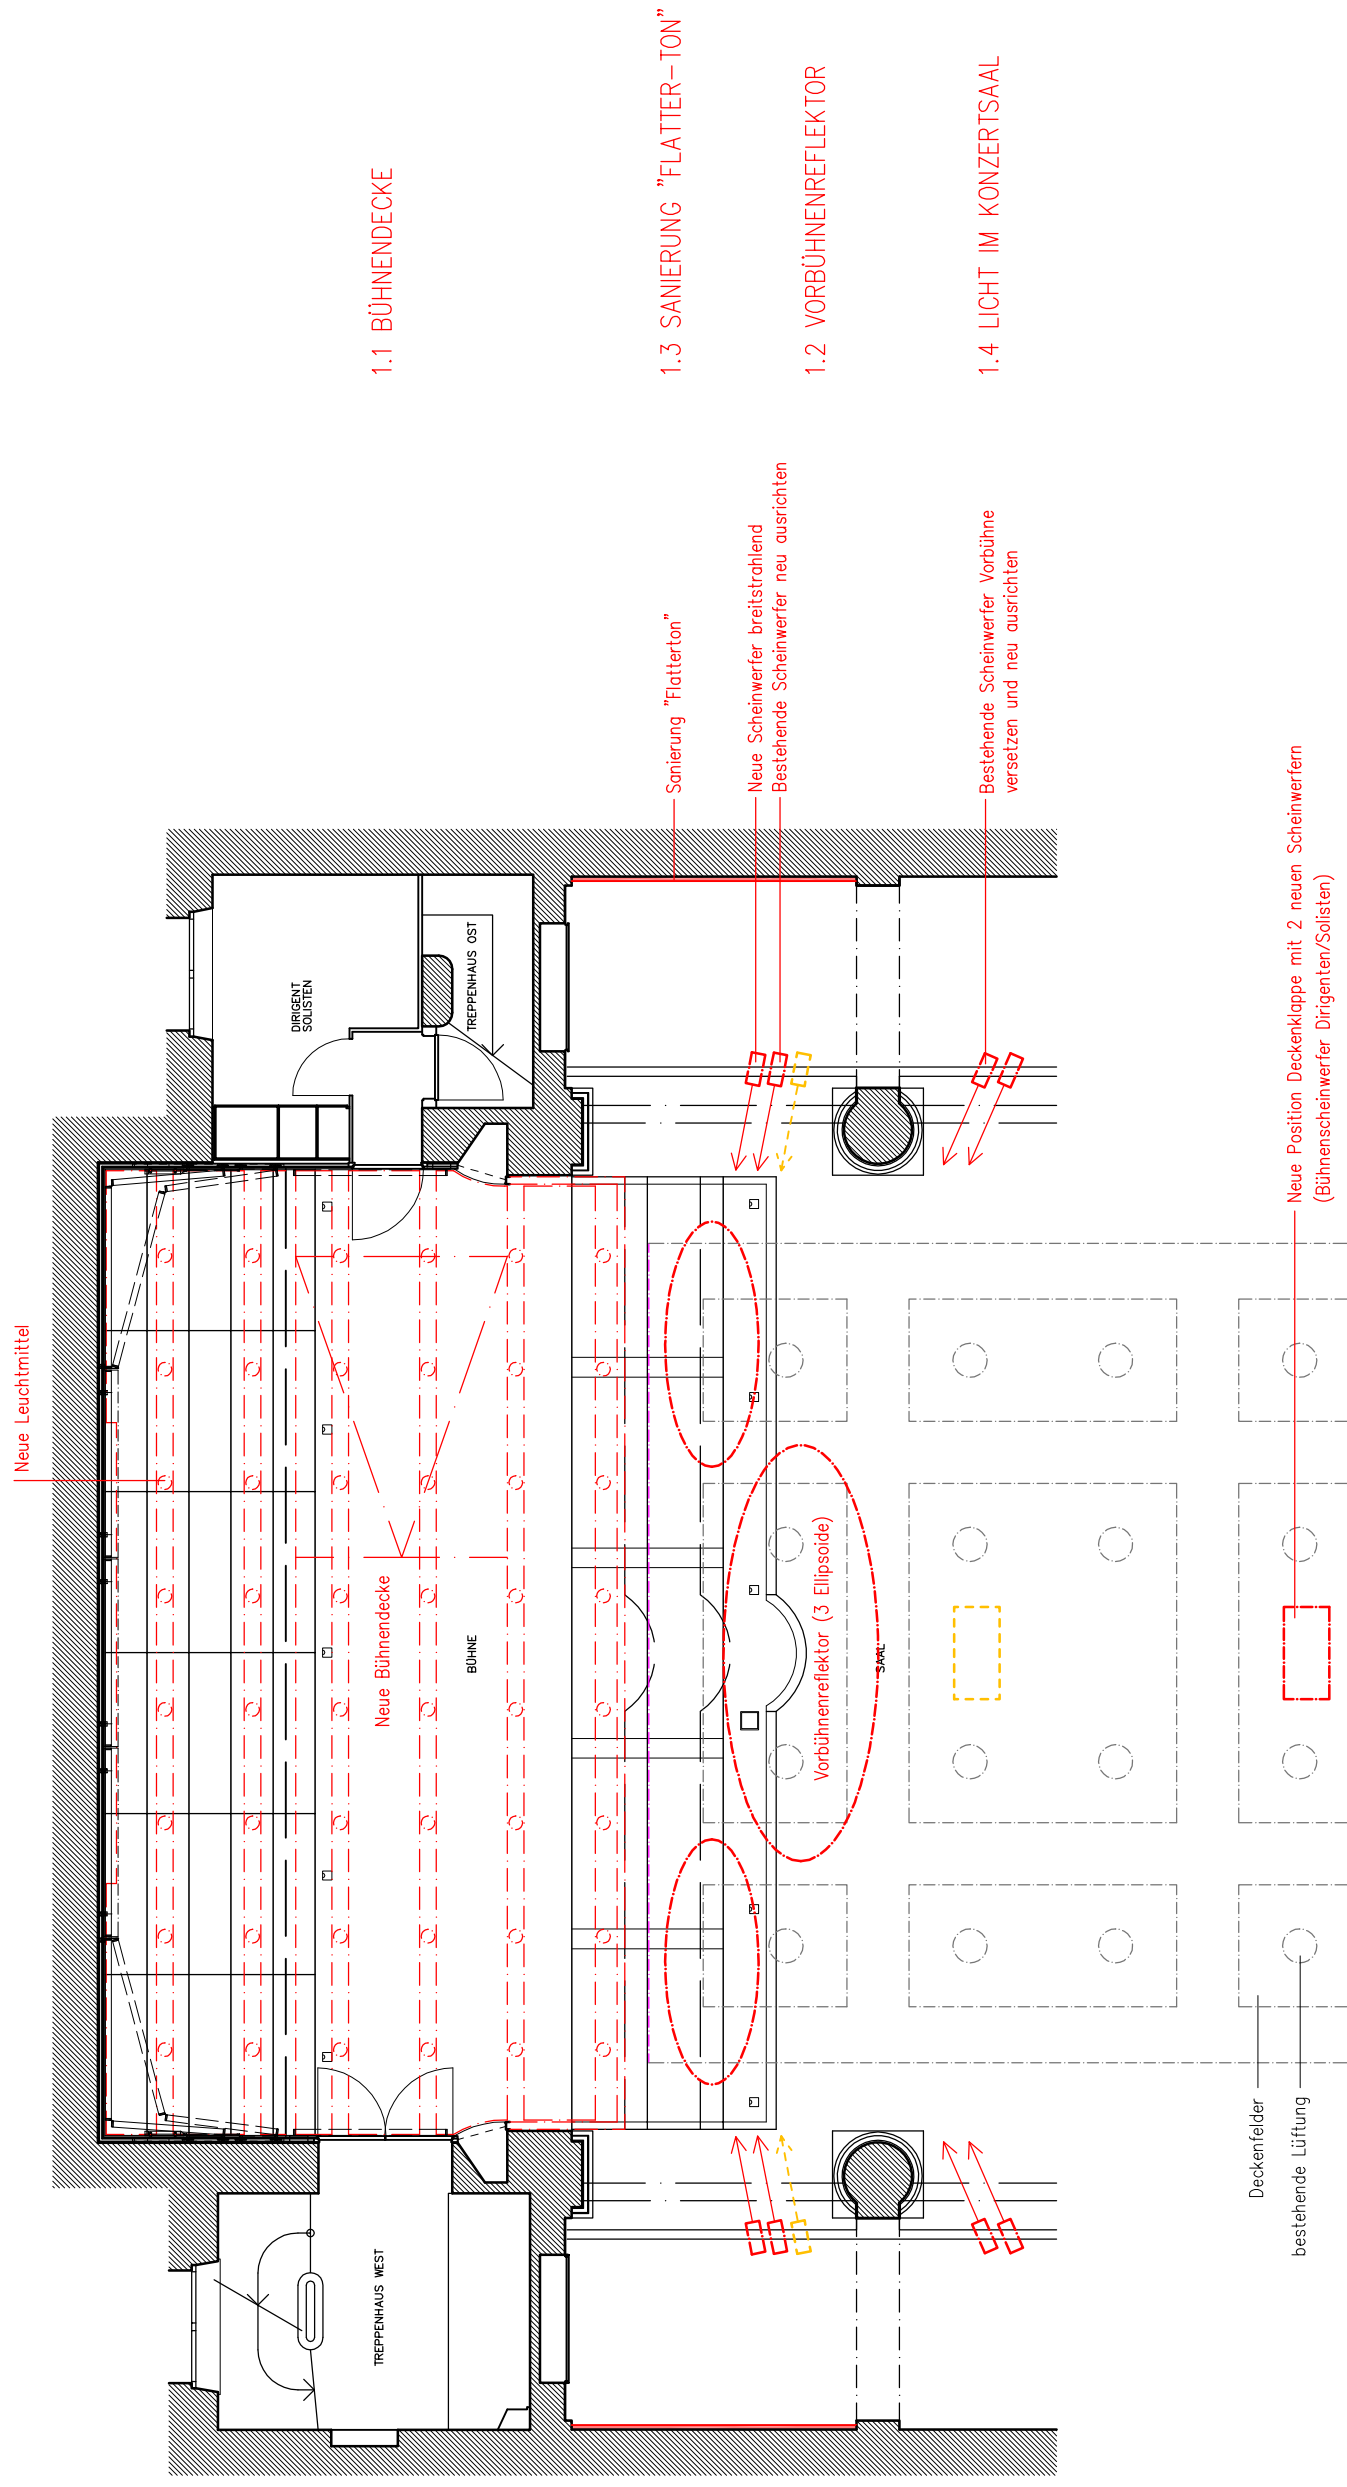 1.1 BÜHNENDECKE
1.3 SANIERUNG "FLATTER-TON"
1.2 VORBÜHNENREFLEKTOR
1.4 LICHT IM KONZERTSAAL
Sanierung "Flatterton"
Neue Scheinwerfer breitstrahlend
Bestehende Scheinwerfer neu ausrichten
Bestehende Scheinwerfer Vorbühne
versetzen und neu ausrichten
Neue Position Deckenklappe mit 2 neuen Scheinwerfern
(Bühnenscheinwerfer Dirigenten/Solisten)
DIRIGENT
SOLISTEN
TREPPENHAUS OST
Neue Leuchtmittel
Neue Bühnendecke
BÜHNE
Vorbühnenreflektor (3 Ellipsoide)
SAAL
TREPPENHAUS WEST
Deckenfelder
bestehende Lüftung